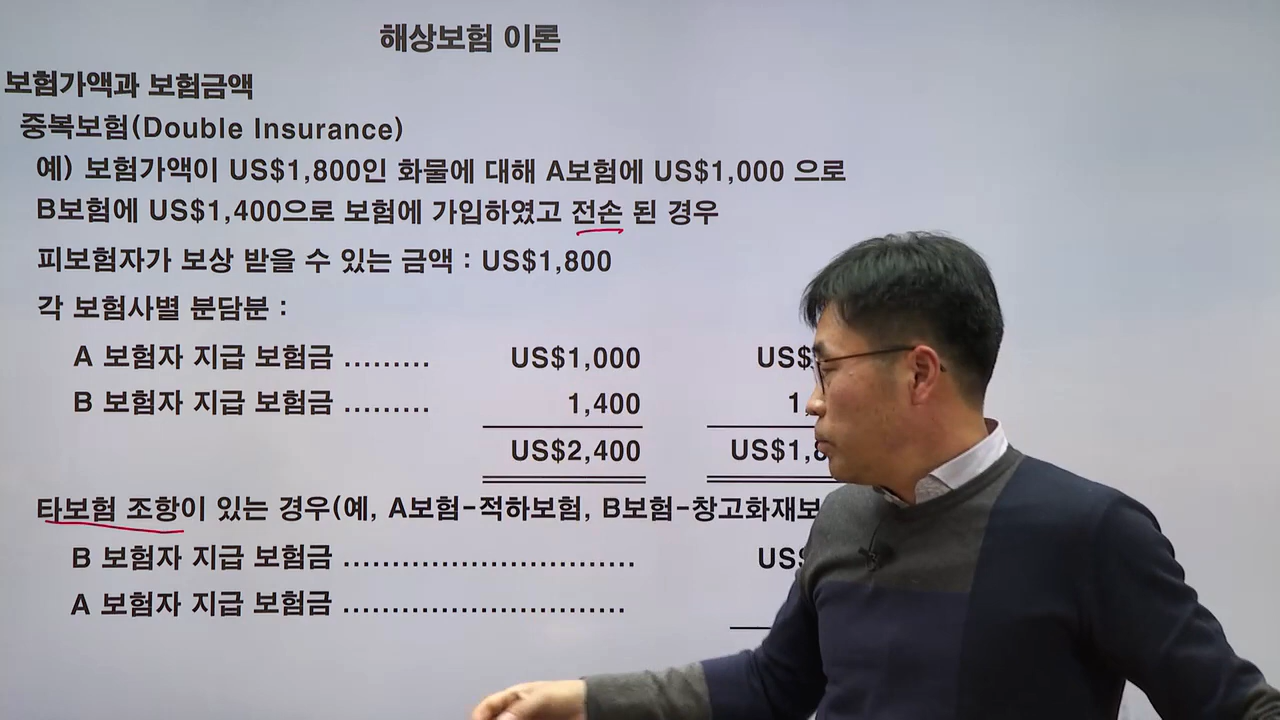 해상보험 이론
보험가액과 보험금액
중복보험(Double Insurance)
예) 보험가액이 US$1,800인 화물에 대해 A보험에 US$1,000 으로
B보험에 US$1,400으로 보험에 가입하였고 전손 된 경우
피보험자가 보상 받을 수 있는 금액 : US$1,800
각 보험사별 분담분 :
A 보험자 지급 보험금 ......... US$1,000 US$
B 보험자 지급 보험금 ......... 1,400 1,
US$2,400 US$1,8
타보험 조항이 있는 경우(예, A보험-적하보험, B보험-창고화재보
B 보험자 지급 보험금 .............................. US$
A 보험자 지급 보험금 .............................